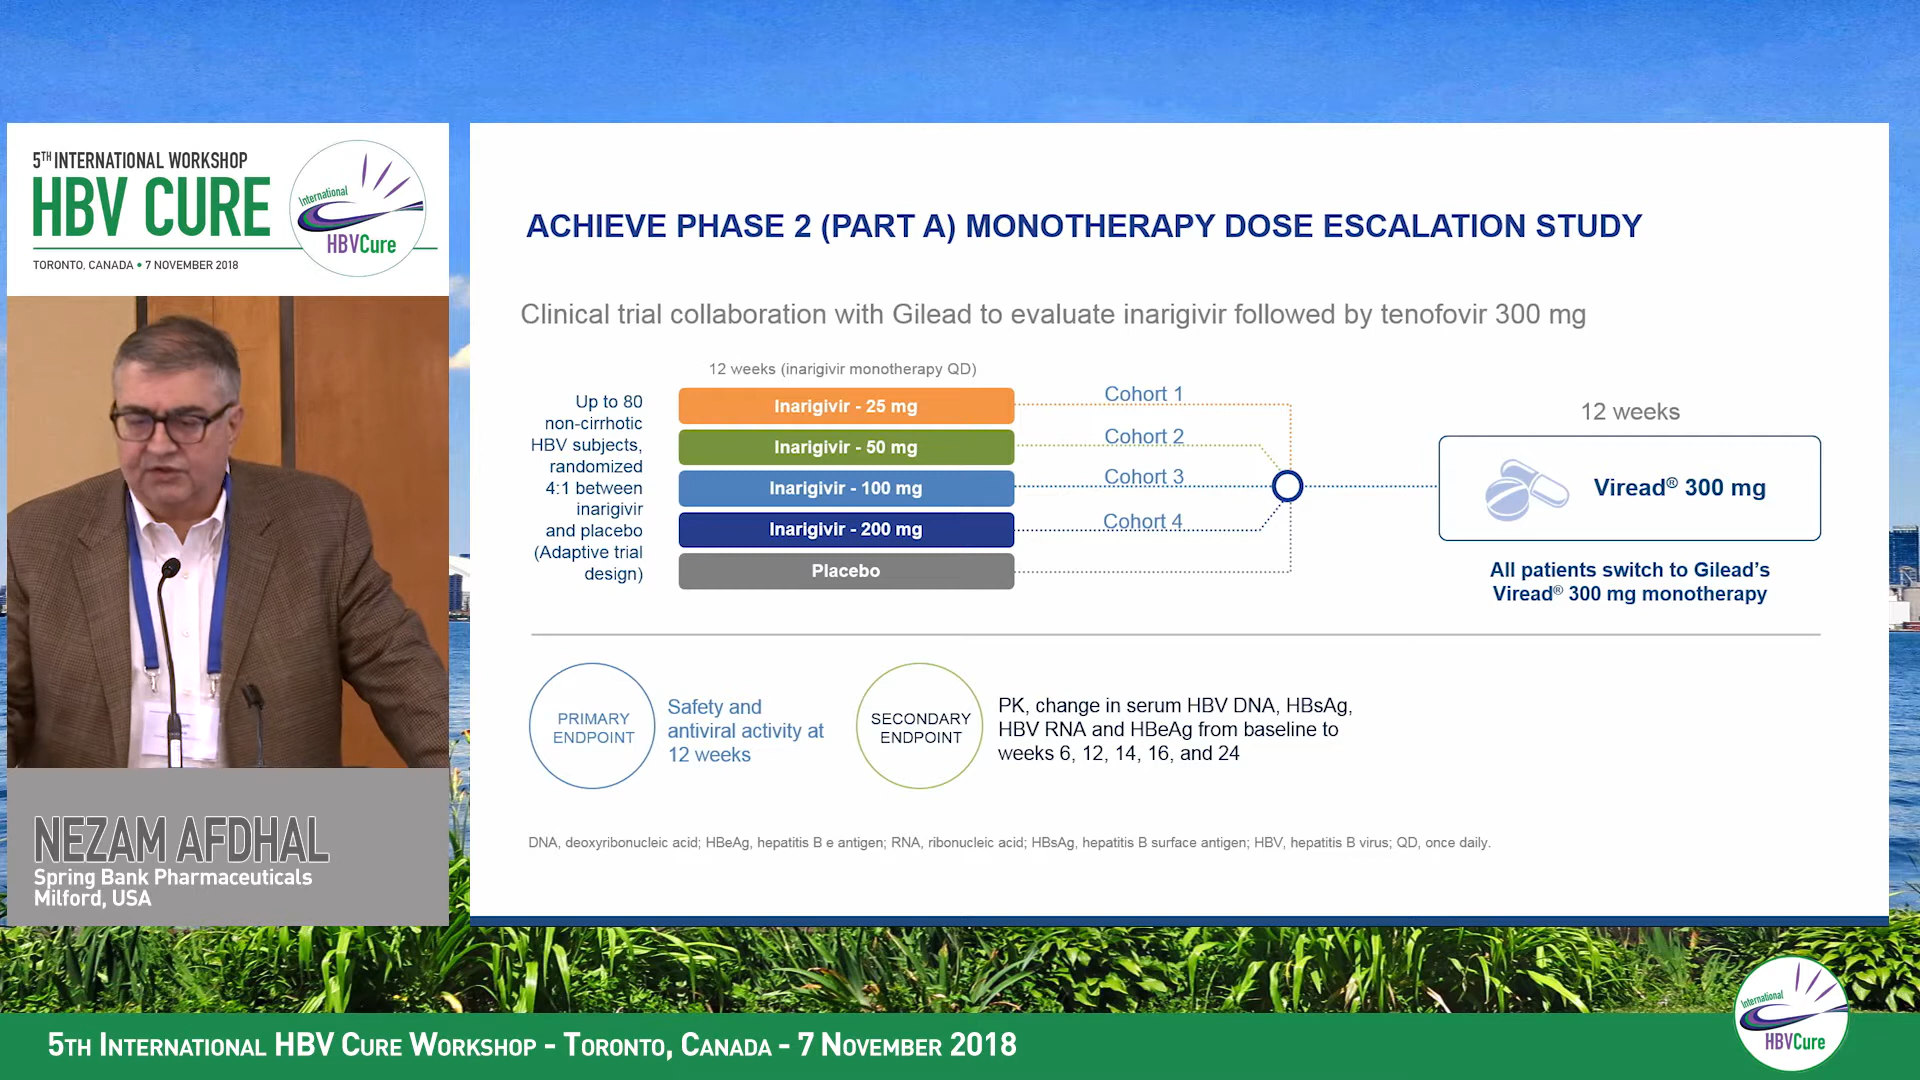 5TH INTERNATIONAL WORKSHOP
HBV CURE
TORONTO, CANADA • 7 NOVEMBER 2018
International
HBVCure
ACHIEVE PHASE 2 (PART A) MONOTHERAPY DOSE ESCALATION STUDY
Clinical trial collaboration with Gilead to evaluate inarigivir followed by tenofovir 300 mg
12 weeks (inarigivir monotherapy QD)
Up to 80
non-cirrhotic
HBV subjects,
randomized
4:1 between
inarigivir
and placebo
(Adaptive trial
design)
Inarigivir - 25 mg
Inarigivir - 50 mg
Inarigivir - 100 mg
Inarigivir - 200 mg
Placebo
Cohort 1
Cohort 2
Cohort 3
Cohort 4
12 weeks
Viread® 300 mg
All patients switch to Gilead's
Viread® 300 mg monotherapy
PRIMARY
ENDPOINT
Safety and
antiviral activity at
12 weeks
SECONDARY
ENDPOINT
PK, change in serum HBV DNA, HBsAg,
HBV RNA and HBeAg from baseline to
weeks 6, 12, 14, 16, and 24
DNA, deoxyribonucleic acid; HBeAg, hepatitis B e antigen; RNA, ribonucleic acid; HBsAg, hepatitis B surface antigen; HBV, hepatitis B virus; QD, once daily.
NEZAM AFDHAL
Spring Bank Pharmaceuticals
Milford, USA
5TH INTERNATIONAL HBV CURE WORKSHOP - TORONTO, CANADA - 7 NOVEMBER 2018
International
HBVCure